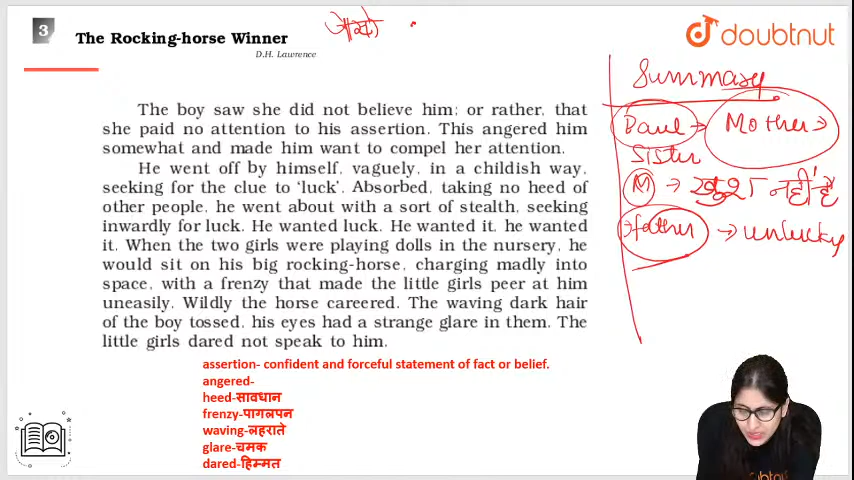 3
The Rocking-horse Winner
D.H. Lawrence
doubtnut
The boy saw she did not believe him; or rather, that
she paid no attention to his assertion. This angered him
somewhat and made him want to compel her attention.
He went off by himself, vaguely, in a childish way,
seeking for the clue to 'luck'. Absorbed, taking no heed of
other people, he went about with a sort of stealth, seeking
inwardly for luck. He wanted luck. He wanted it, he wanted
it. When the two girls were playing dolls in the nursery, he
would sit on his big rocking-horse, charging madly into
space, with a frenzy that made the little girls peer at him
uneasily. Wildly the horse careered. The waving dark hair
of the boy tossed, his eyes had a strange glare in them. The
little girls dared not speak to him.
assertion- confident and forceful statement of fact or belief.
angered-
heed-सावधान
frenzy-पागलपन
waving-लहराते
glare-चमक
dared-हिम्मत
Summary
Paul → Mother →
Sister
M → खुश नहीं है
→ father → unlucky